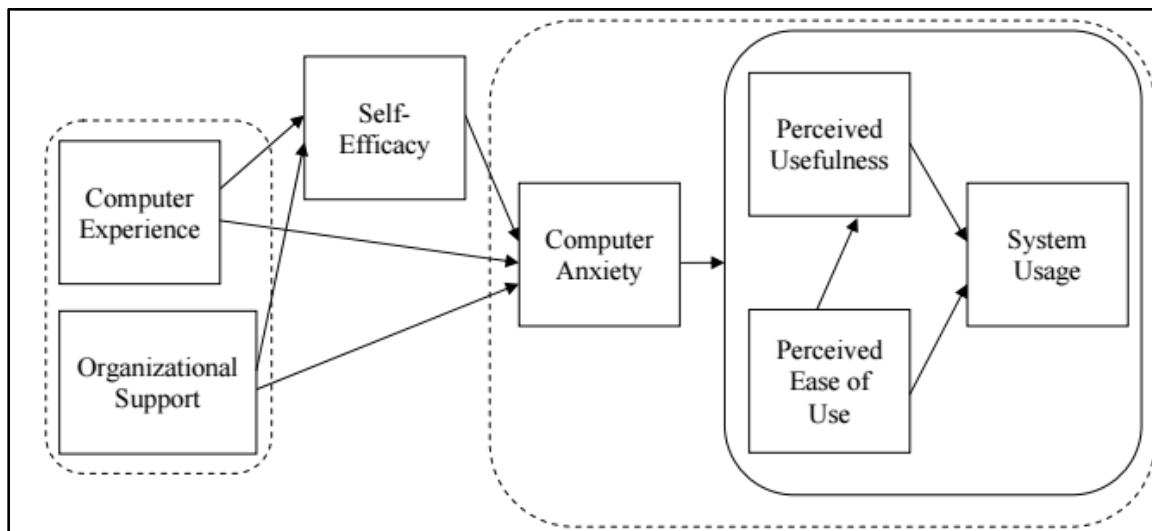 Self-
Efficacy
Computer
Experience
Organizational
Support
Computer
Anxiety
Perceived
Usefulness
Perceived
Ease of
Use
System
Usage